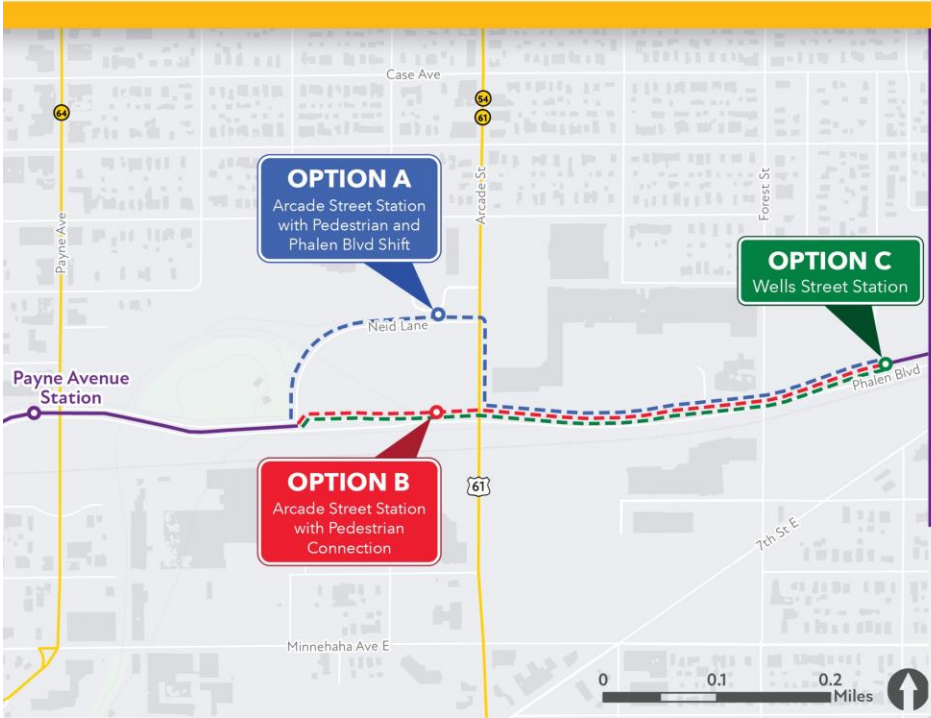 Case Ave
64
54
61
Payne Ave
Arcade St
Forest St
OPTION A
Arcade Street Station
with Pedestrian and
Phalen Blvd Shift
OPTION C
Wells Street Station
Neid Lane
Payne Avenue
Station
Phalen Blvd
OPTION B
Arcade Street Station
with Pedestrian
Connection
61
7th St E
Minnehaha Ave E
0 0.1 0.2
Miles